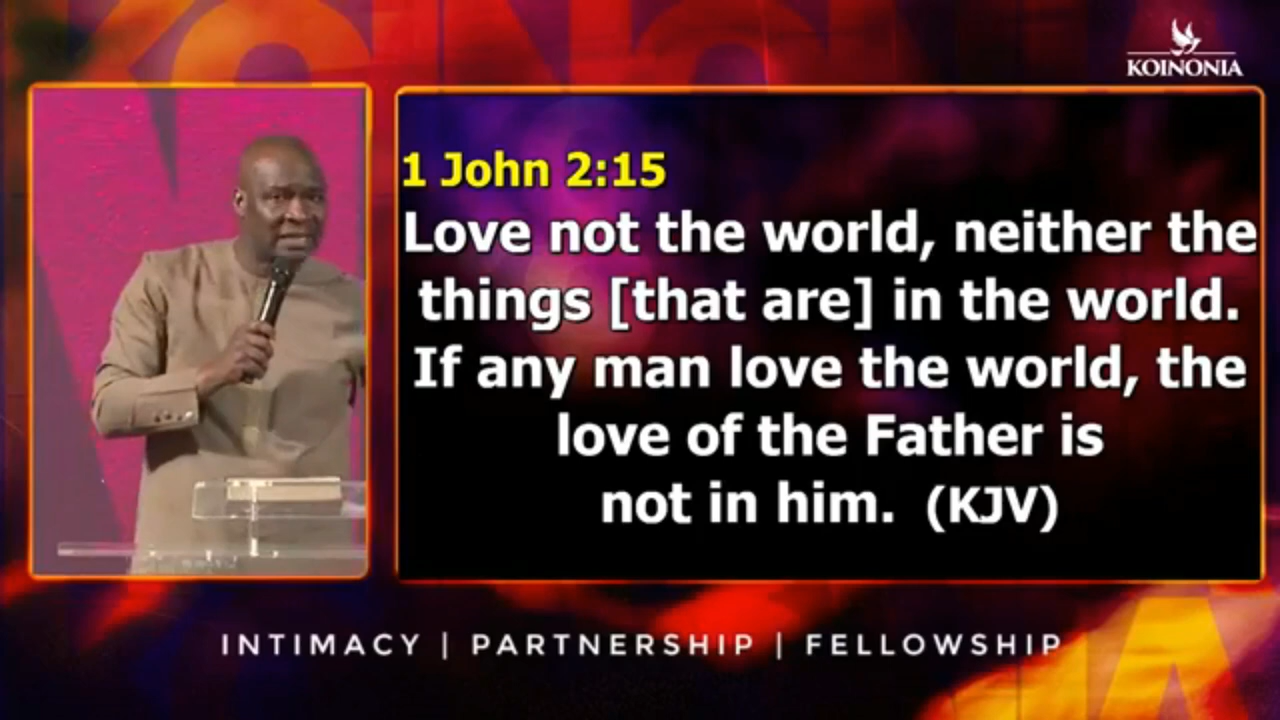 KOINONIA
1 John 2:15
Love not the world, neither the
things [that are] in the world.
If any man love the world, the
love of the Father is
not in him. (KJV)
INTIMACY | PARTNERSHIP | FELLOWSHIP